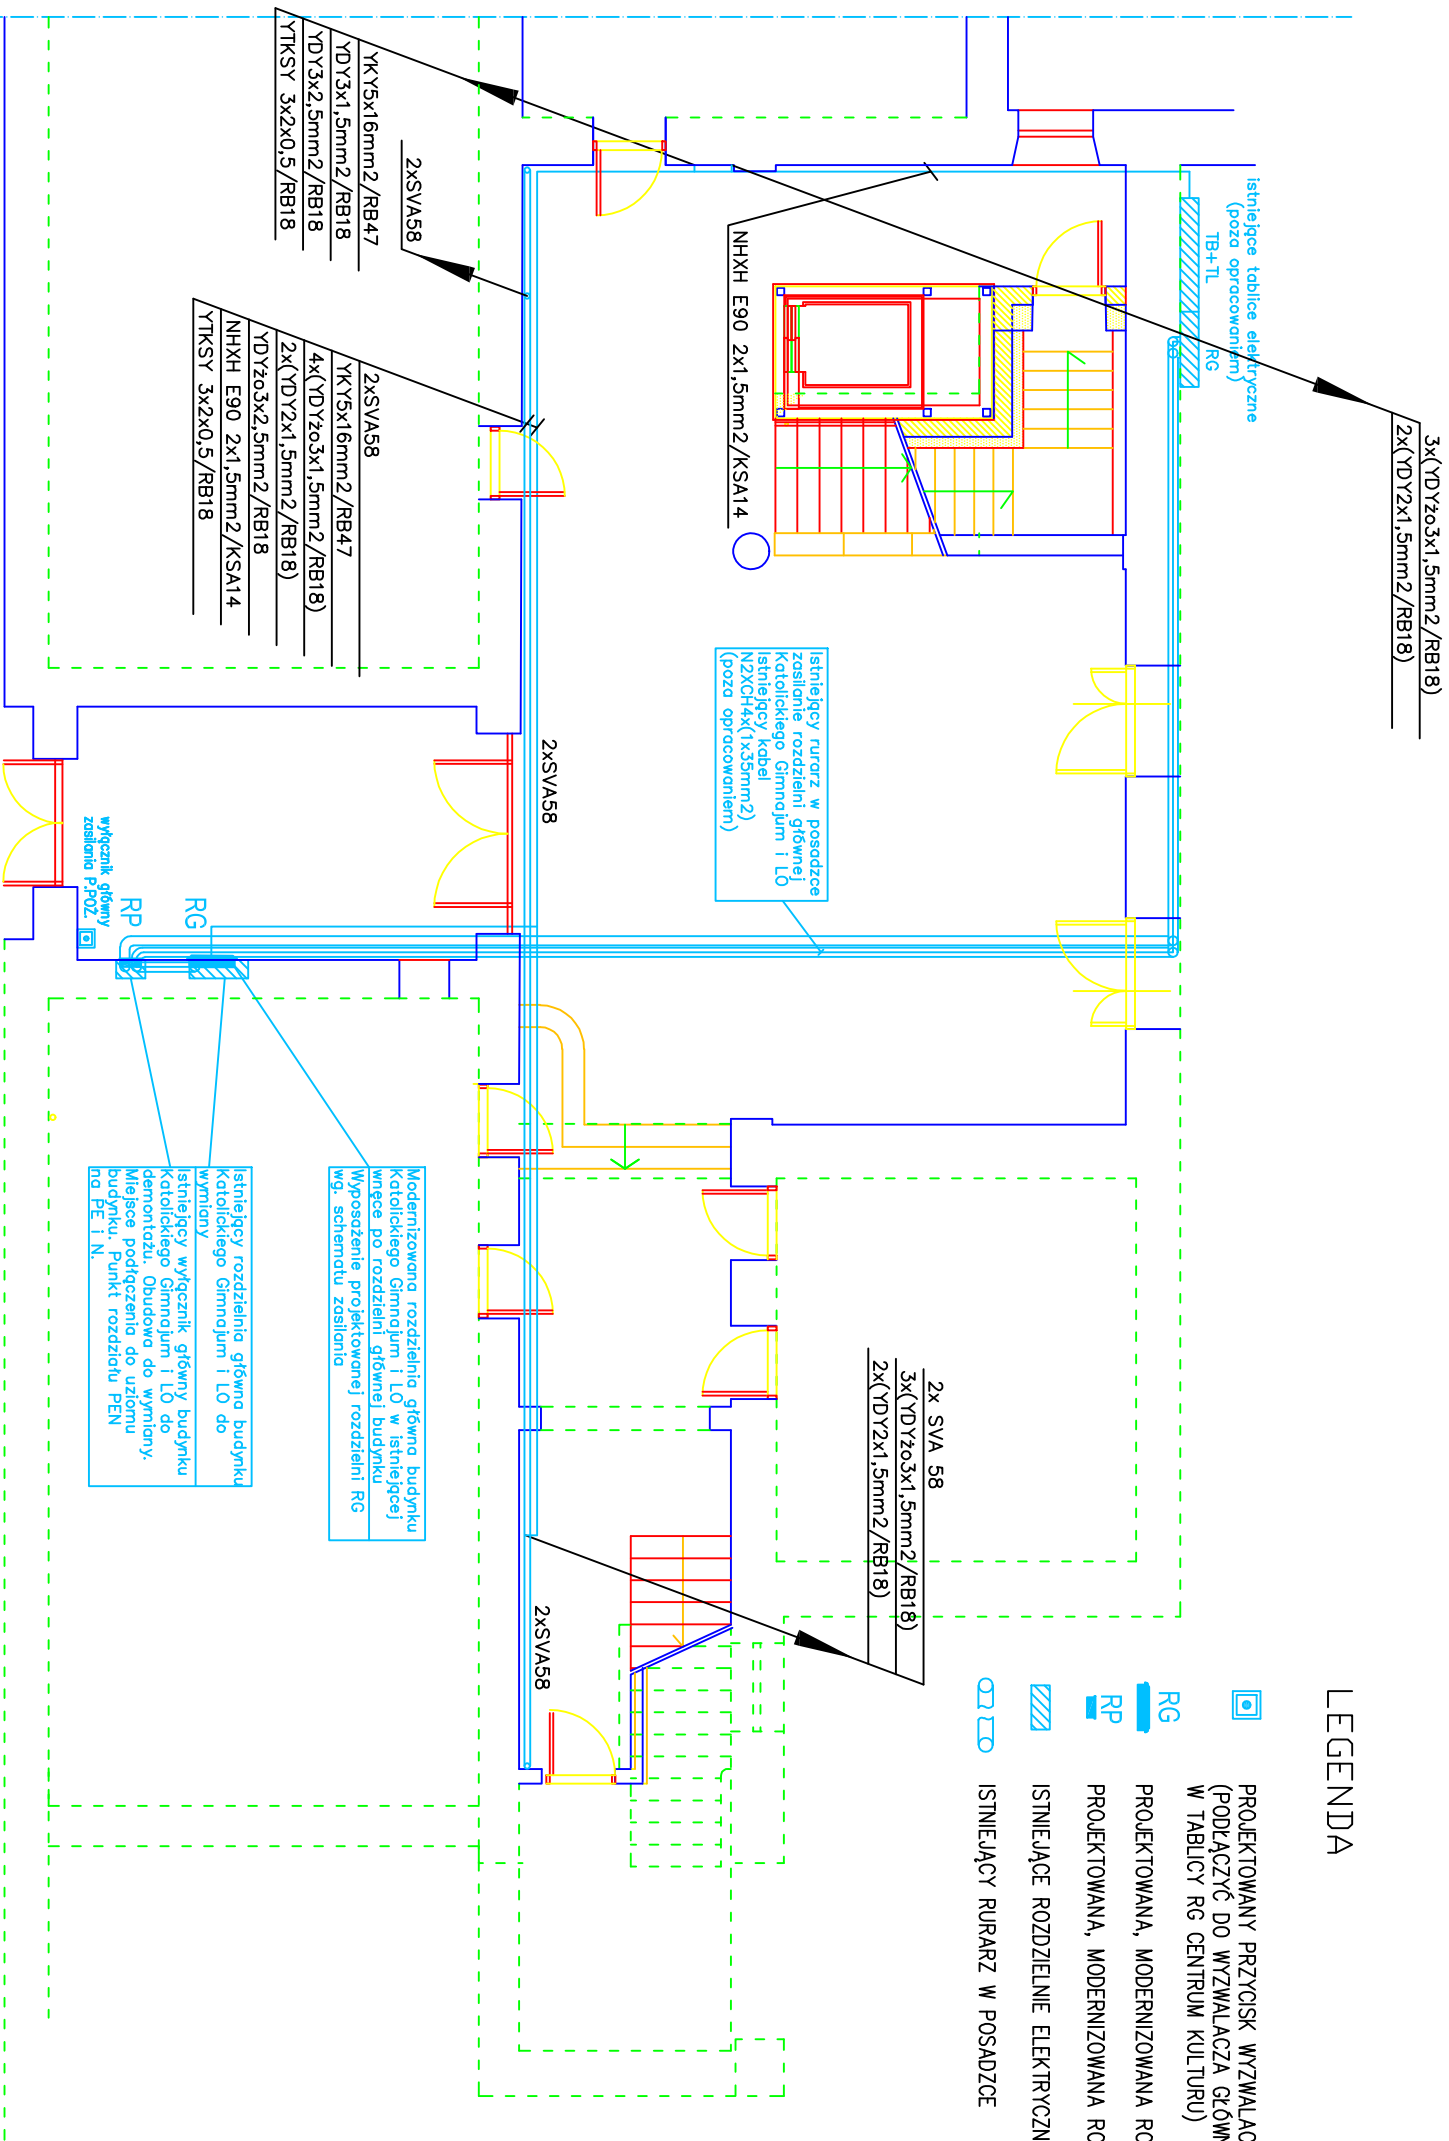 3x(YDYżo3x1,5mm2/RB18)
2x(YDY2x1,5mm2/RB18)
istniejące tablice elektryczne
(poza opracowaniem)
TB+TL
RG
YKY5x16mm2/RB47
YDY3x1,5mm2/RB18
YDY3x2,5mm2/RB18
YTKSY 3x2x0,5/RB18
2xSVA58
NHXH E90 2x1,5mm2/KSA14
2xSVA58
YKY5x16mm2/RB47
4x(YDYżo3x1,5mm2/RB18)
2x(YDY2x1,5mm2/RB18)
YDYżo3x2,5mm2/RB18
NHXH E90 2x1,5mm2/KSA14
YTKSY 3x2x0,5/RB18
Istniejący rurarz w posadzce
zasilanie rozdzielni głównej
Katolickiego Gimnajum i LO
Istniejący kabel
N2XCH4x(1x35mm2)
(poza opracowaniem)
2xSVA58
wyłącznik główny
zasilania P.POŻ.
RP
RG
Modernizowana rozdzielnia główna budynku
Katolickiego Gimnajum i LO w istniejącej
wnęce po rozdzielni głównej budynku
Wyposażenie projektowanej rozdzielni RG
wg. schematu zasilania
Istniejący rozdzielnia główna budynku
Katolickiego Gimnajum i LO do
wymiany
Istniejący wyłącznik główny budynku
Katolickiego Gimnajum i LO do
demontażu. Obudowa do wymiany.
Miejsce podłączenia do uziomu
budynku. Punkt rozdziału PEN
na PE i N.
2x SVA 58
3x(YDYżo3x1,5mm2/RB18)
2x(YDY2x1,5mm2/RB18)
2xSVA58
LEGENDA
PROJEKTOWANY PRZYCISK WYZWALAC
(PODŁĄCZYĆ DO WYZWALACZA GŁÓWN
W TABLICY RG CENTRUM KULTURU)
RG
PROJEKTOWANA, MODERNIZOWANA RO
RP
PROJEKTOWANA, MODERNIZOWANA RO
ISTNIEJĄCE ROZDZIELNIE ELEKTRYCZN
ISTNIEJĄCY RURARZ W POSADZCE